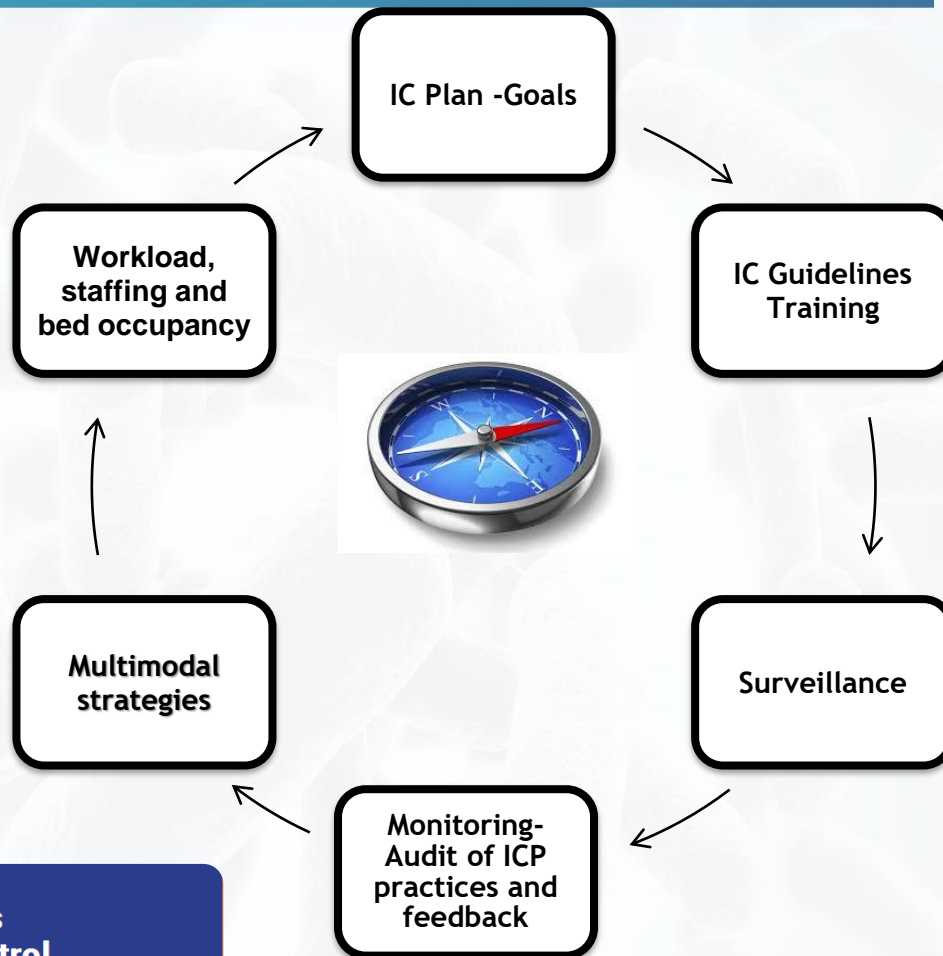 IC Plan -Goals
IC Guidelines
Training
Surveillance
Monitoring-
Audit of ICP
practices and
feedback
Multimodal
strategies
Workload,
staffing and
bed occupancy
N
E
S
W